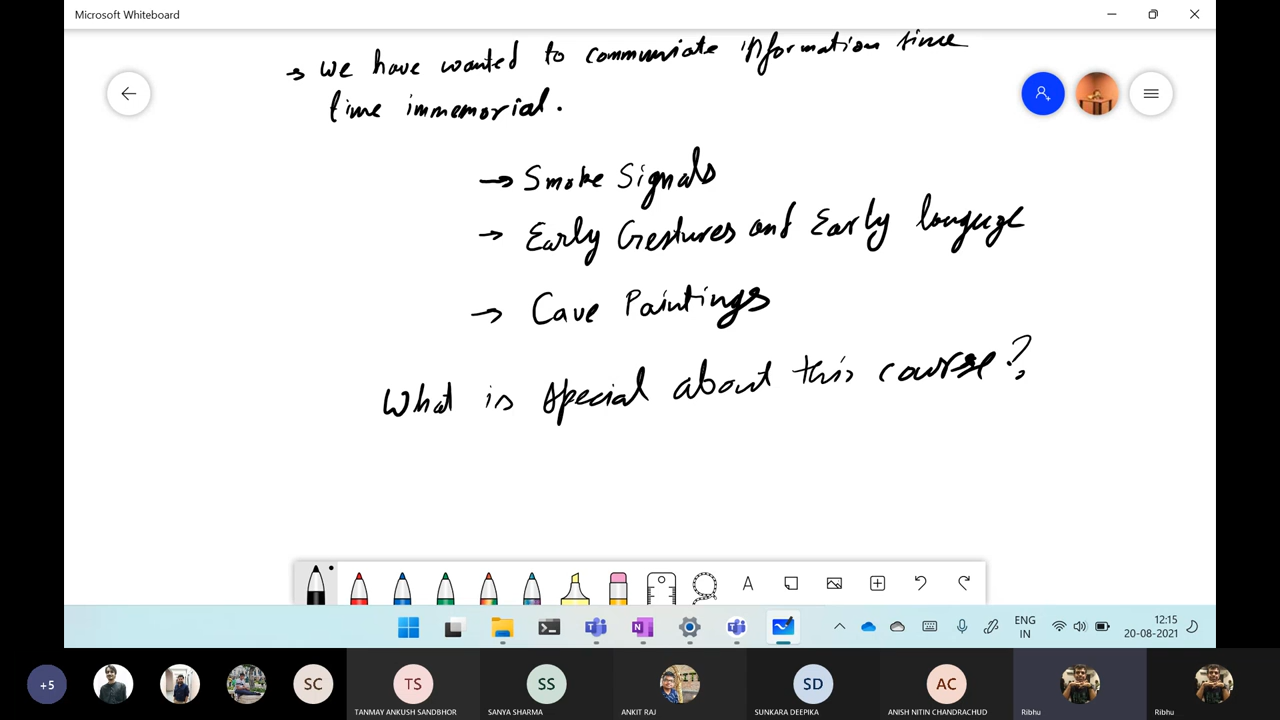 Microsoft Whiteboard
→ We have wanted to communiate information time
time immemorial.
→ Smoke Signals
→ Early Gestures and Early language
→ Cave Paintings
What is special about this course?
A
ENG
IN
12:15
20-08-2021
+5
SC
TS
SS
SD
AC
TANMAY ANKUSH SANDBHOR
SANYA SHARMA
ANKIT RAJ
SUNKARA DEEPIKA
ANISH NITIN CHANDRACHUD
Ribhu
Ribhu